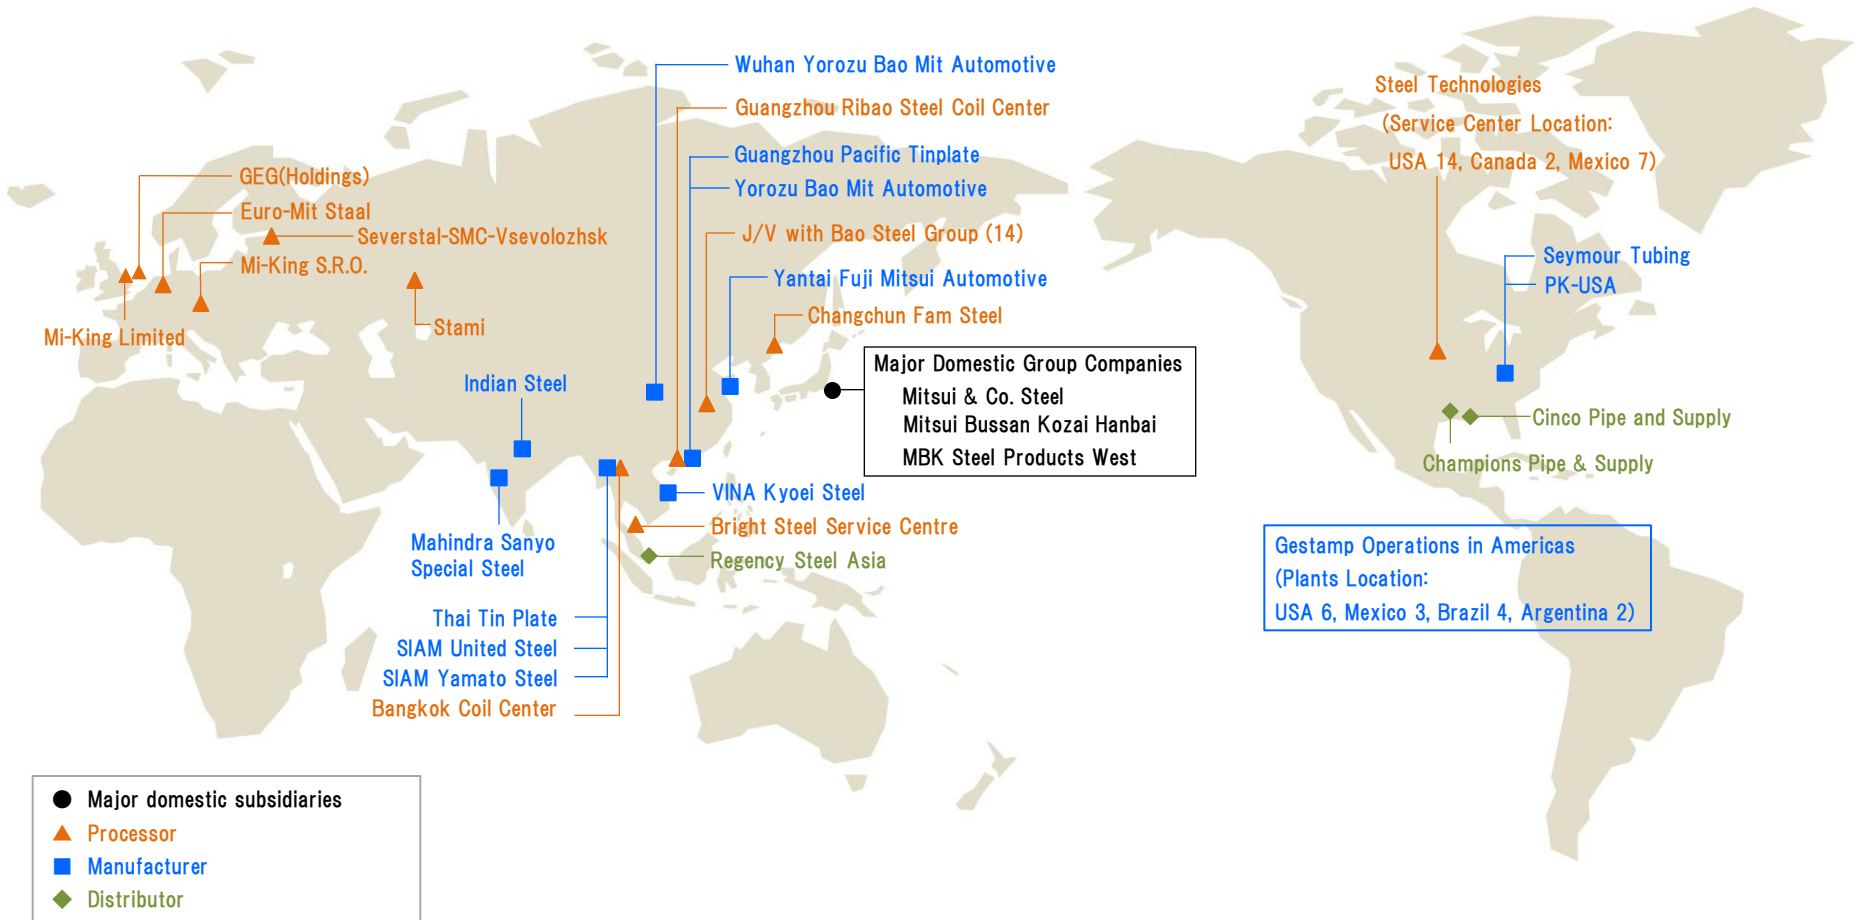 Wuhan Yorozu Bao Mit Automotive
Guangzhou Ribao Steel Coil Center
Guangzhou Pacific Tinplate
Yorozu Bao Mit Automotive
J/V with Bao Steel Group (14)
Yantai Fuji Mitsui Automotive
Changchun Fam Steel
GEG(Holdings)
Euro-Mit Staal
Severstal-SMC-Vsevolozhsk
Mi-King S.R.O.
Mi-King Limited
Stami
Indian Steel
Mahindra Sanyo
Special Steel
Thai Tin Plate
SIAM United Steel
SIAM Yamato Steel
Bangkok Coil Center
VINA Kyoei Steel
Bright Steel Service Centre
Regency Steel Asia
Major Domestic Group Companies
Mitsui & Co. Steel
Mitsui Bussan Kozai Hanbai
MBK Steel Products West
Steel Technologies
(Service Center Location:
USA 14, Canada 2, Mexico 7)
Seymour Tubing
PK-USA
Cinco Pipe and Supply
Champions Pipe & Supply
Gestamp Operations in Americas
(Plants Location:
USA 6, Mexico 3, Brazil 4, Argentina 2)
Major domestic subsidiaries
Processor
Manufacturer
Distributor